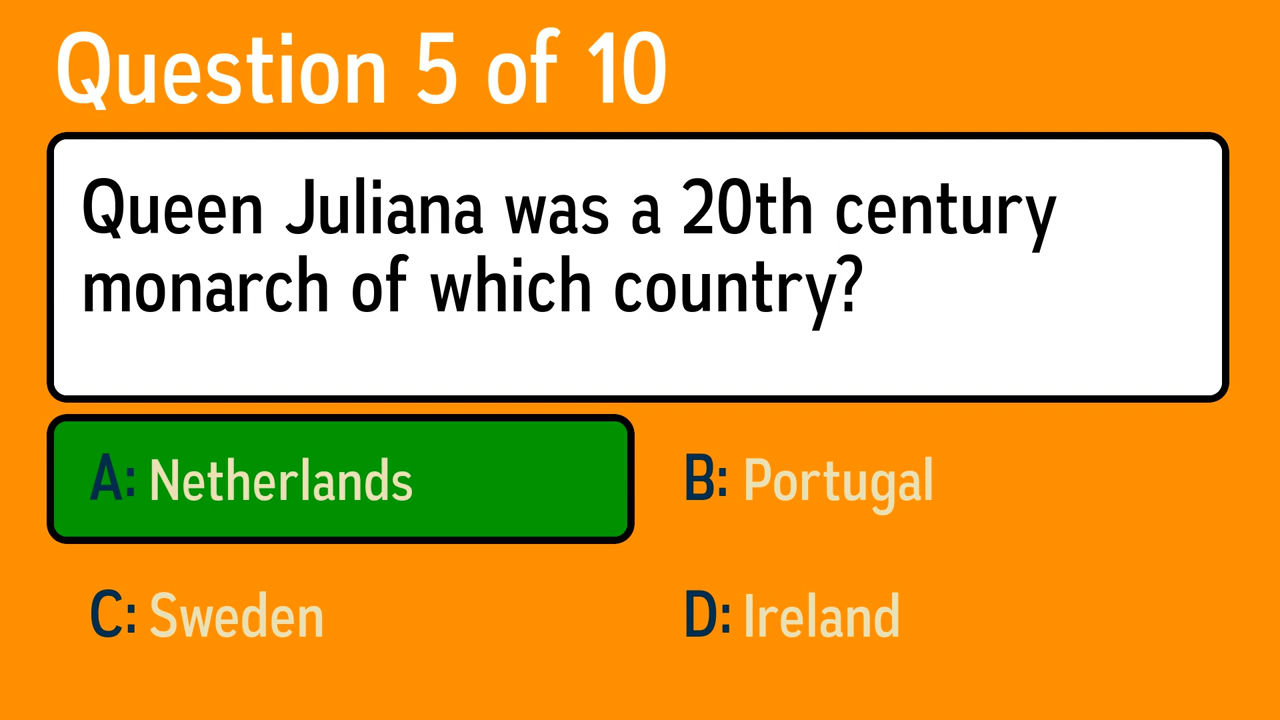 Question 5 of 10
Queen Juliana was a 20th century
monarch of which country?
A: Netherlands
B: Portugal
C: Sweden
D: Ireland